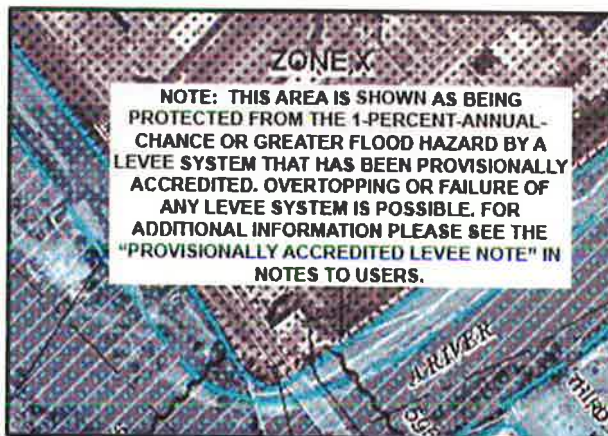 ZONE X
NOTE: THIS AREA IS SHOWN AS BEING
PROTECTED FROM THE 1-PERCENT-ANNUAL-
CHANCE OR GREATER FLOOD HAZARD BY A
LEVEE SYSTEM THAT HAS BEEN PROVISIONALLY
ACCREDITED. OVERTOPPING OR FAILURE OF
ANY LEVEE SYSTEM IS POSSIBLE. FOR
ADDITIONAL INFORMATION PLEASE SEE THE
"PROVISIONALLY ACCREDITED LEVEE NOTE" IN
NOTES TO USERS.
A RIVER
THIRD